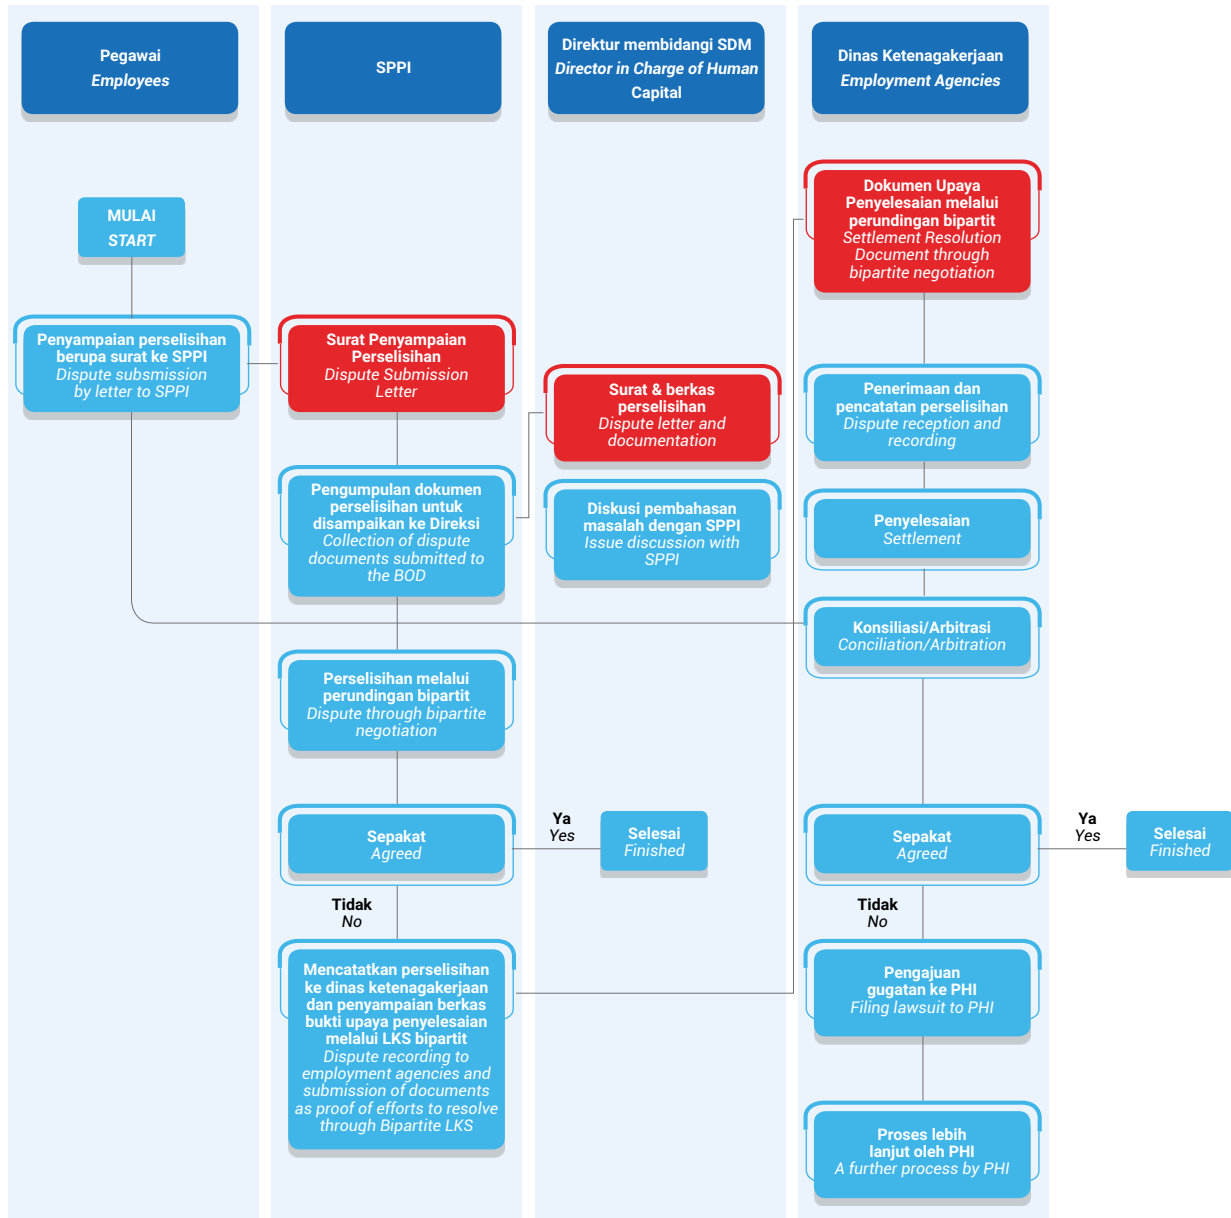 Pegawai
Employees
SPPI
Direktur membidangi SDM
Director in Charge of Human
Capital
Dinas Ketenagakerjaan
Employment Agencies
MULAI
START
Penyampaian perselisihan
berupa surat ke SPPI
Dispute subsmission
by letter to SPPI
Surat Penyampaian
Perselisihan
Dispute Submission
Letter
Pengumpulan dokumen
perselisihan untuk
disampaikan ke Direksi
Collection of dispute
documents submitted to
the BOD
Perselisihan melalui
perundingan bipartit
Dispute through bipartite
negotiation
Sepakat
Agreed
Ya
Yes
Selesai
Finished
Tidak
No
Mencatatkan perselisihan
ke dinas ketenagakerjaan
dan penyampaian berkas
bukti upaya penyelesaian
melalui LKS bipartit
Dispute recording to
employment agencies and
submission of documents
as proof of efforts to resolve
through Bipartite LKS
Surat & berkas
perselisihan
Dispute letter and
documentation
Diskusi pembahasan
masalah dengan SPPI
Issue discussion with
SPPI
Dokumen Upaya
Penyelesaian melalui
perundingan bipartit
Settlement Resolution
Document through
bipartite negotiation
Penerimaan dan
pencatatan perselisihan
Dispute reception and
recording
Penyelesaian
Settlement
Konsiliasi/Arbitrasi
Conciliation/Arbitration
Sepakat
Agreed
Ya
Yes
Selesai
Finished
Tidak
No
Pengajuan
gugatan ke PHI
Filing lawsuit to PHI
Proses lebih
lanjut oleh PHI
A further process by PHI